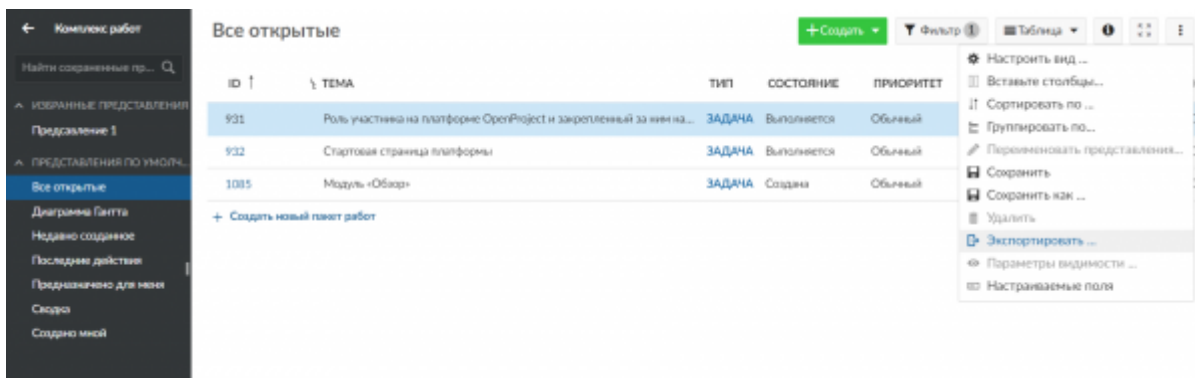 Комплекс работ
Найти сохраненные пр...
ИЗБРАННЫЕ ПРЕДСТАВЛЕНИЯ
Предсавление 1
ПРЕДСТАВЛЕНИЯ ПО УМОЛЧ...
Все открытые
Диаграмма Гантта
Недавно созданное
Последние действия
Предназначено для меня
Сводка
Создано мной
Все открытые
+ Создать
Фильтр 1
Таблица
ID ТЕМА ТИП СОСТОЯНИЕ ПРИОРИТЕТ
931 Роль участника на платформе OpenProject и закрепленный за ним на... ЗАДАЧА Выполняется Обычный
932 Стартовая страница платформы ЗАДАЧА Выполняется Обычный
1085 Модуль «Обзор» ЗАДАЧА Создана Обычный
+ Создать новый пакет работ
Настроить вид ...
Вставьте столбцы...
Сортировать по ...
Группировать по...
Переименовать представления...
Сохранить
Сохранить как ...
Удалить
Экспортировать ...
Параметры видимости ...
Настраиваемые поля